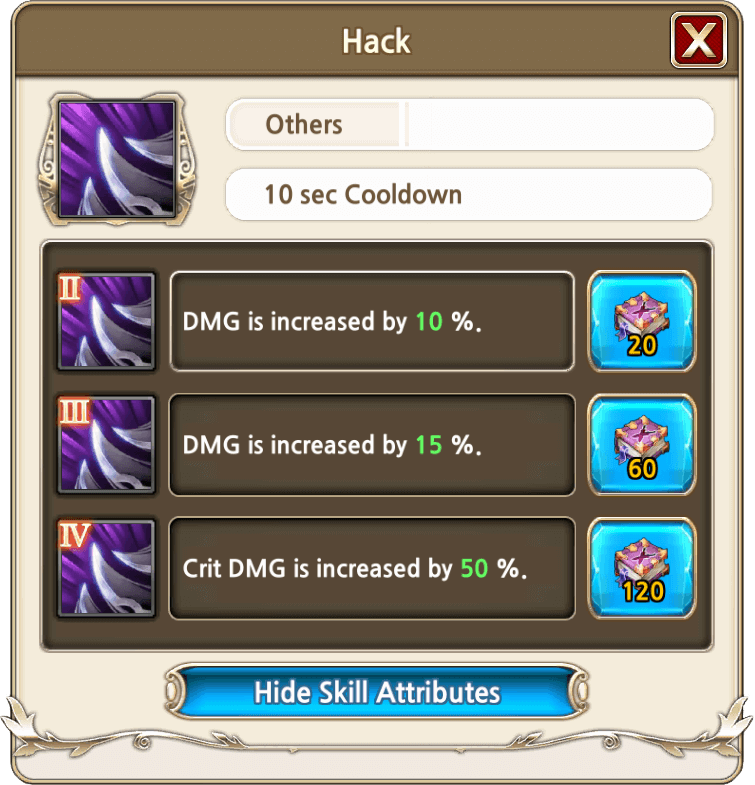 Hack
X
Others
10 sec Cooldown
II
DMG is increased by 10 %.
20
III
DMG is increased by 15 %.
60
IV
Crit DMG is increased by 50 %.
120
Hide Skill Attributes